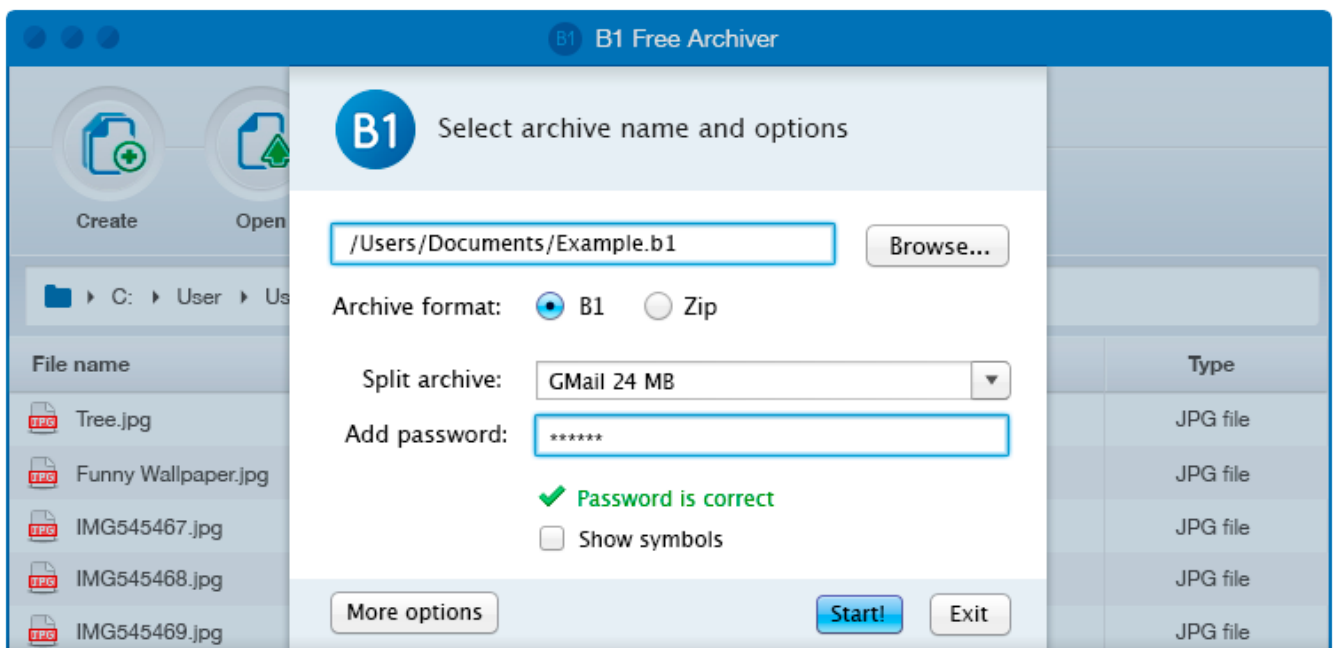 B1 B1 Free Archiver
B1 Select archive name and options
Create Open
/Users/Documents/Example.b1 Browse...
C: User Us
Archive format: B1 Zip
File name Type
Split archive: GMail 24 MB
Tree.jpg JPG file
Add password: ******
Funny Wallpaper.jpg JPG file
Password is correct
IMG545467.jpg JPG file
Show symbols
IMG545468.jpg JPG file
More options Start! Exit
IMG545469.jpg JPG file